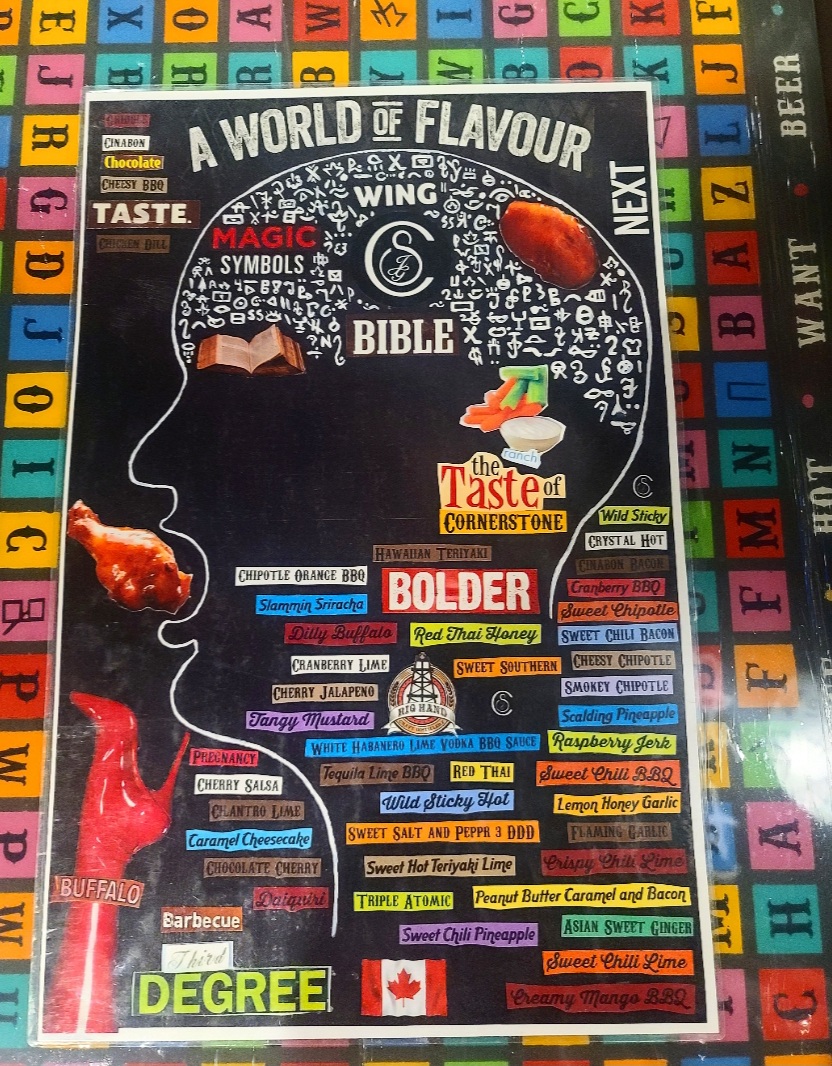 A WORLD OF FLAVOUR
CINABON
Chocolate
CHEESY BBQ
TASTE.
CHICKEN DILL
WING
NEXT
MAGIC
SYMBOLS
BIBLE
ranch
the
Taste of
CORNERSTONE
Wild Sticky
CRYSTAL HOT
HAWAIIAN TERIYAKI
CINABON BACON
CHIPOTLE ORANGE BBQ
BOLDER
Cranberry BBQ
Slammin Sriracha
Sweet Chipotle
Dilly Buffalo
Red Thai Honey
SWEET CHILI BACON
CRANBERRY LIME
SWEET SOUTHERN
CHEESY CHIPOTLE
CHERRY JALAPENO
RIG HAND
SMOKEY CHIPOTLE
Tangy Mustard
Scalding Pineapple
WHITE HABANERO LIME VODKA BBQ SAUCE
Raspberry Jerk
PREGNANCY
TEQUILA LIME BBQ
RED THAI
Sweet Chili BBQ
CHERRY SALSA
Wild Sticky Hot
Lemon Honey Garlic
CILANTRO LIME
Caramel Cheesecake
SWEET SALT AND PEPPR 3 DDD
FLAMING GARLIC
CHOCOLATE CHERRY
Sweet Hot Teriyaki Lime
Crispy Chili Lime
BUFFALO
Daiquiri
TRIPLE ATOMIC
Peanut Butter Caramel and Bacon
Barbecue
Sweet Chili Pineapple
ASIAN SWEET GINGER
Third
DEGREE
Sweet Chili Lime
Creamy Mango BBQ
BEER
WANT
HOT